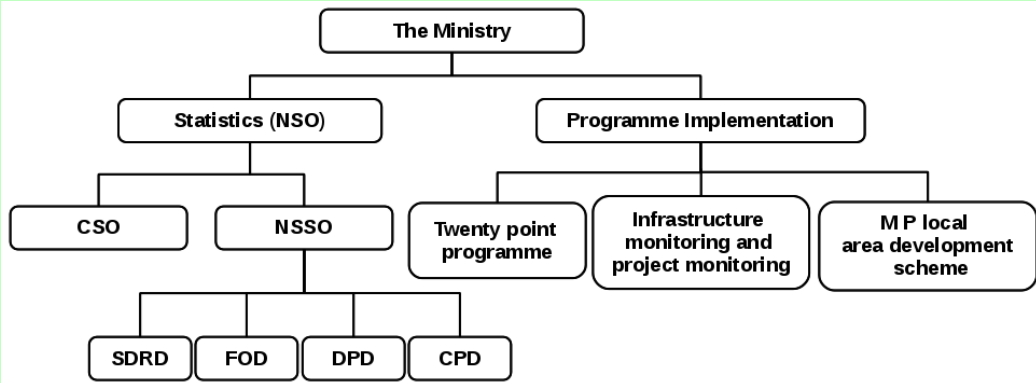 The Ministry
Statistics (NSO)
Programme Implementation
CSO
NSSO
Twenty point
programme
Infrastructure
monitoring and
project monitoring
M P local
area development
scheme
SDRD
FOD
DPD
CPD